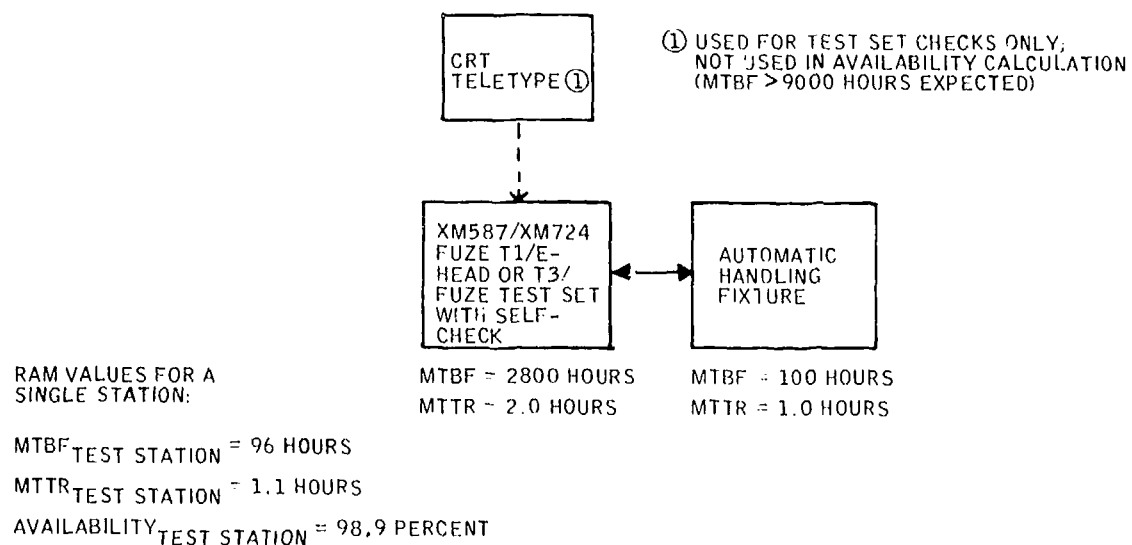 CRT
TELETYPE ①
① USED FOR TEST SET CHECKS ONLY;
NOT USED IN AVAILABILITY CALCULATION
(MTBF > 9000 HOURS EXPECTED)
XM587/XM724
FUZE T1/E-
HEAD OR T3/
FUZE TEST SET
WITH SELF-
CHECK
AUTOMATIC
HANDLING
FIXTURE
MTBF = 2800 HOURS
MTTR = 2.0 HOURS
MTBF = 100 HOURS
MTTR = 1.0 HOURS
RAM VALUES FOR A
SINGLE STATION:
MTBF TEST STATION = 96 HOURS
MTTR TEST STATION = 1.1 HOURS
AVAILABILITY TEST STATION = 98.9 PERCENT